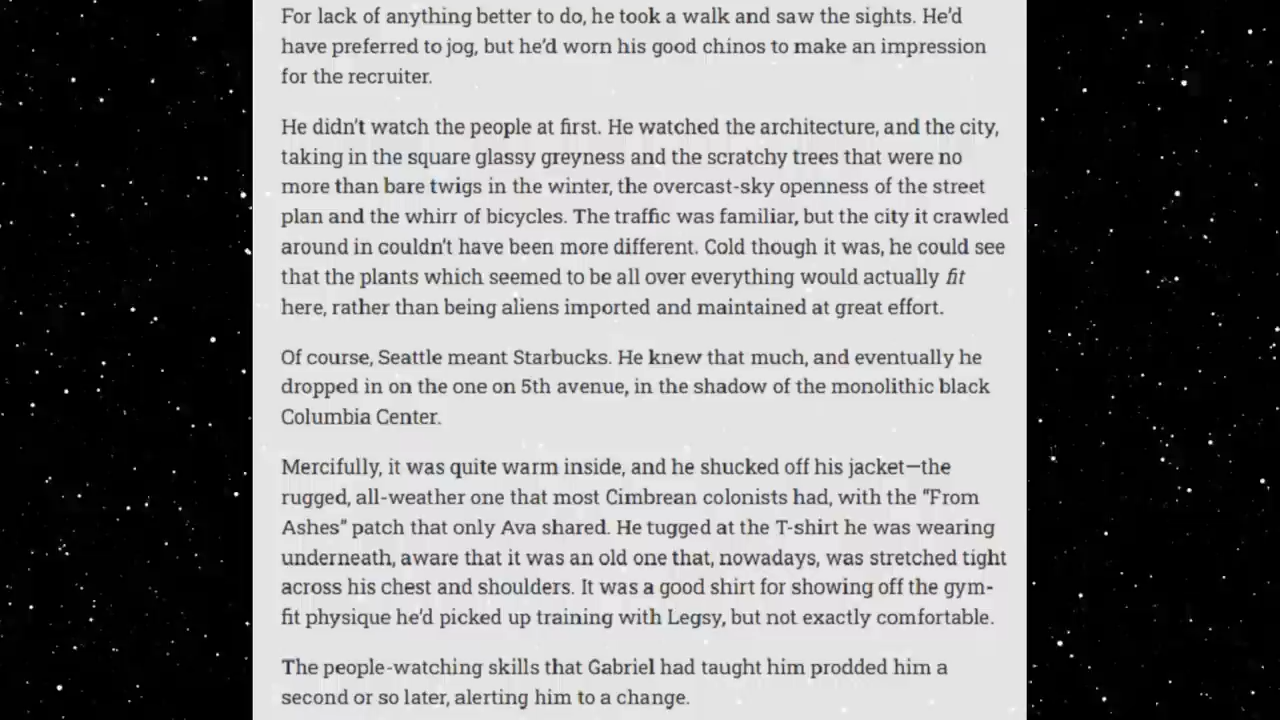 For lack of anything better to do, he took a walk and saw the sights. He’d
have preferred to jog, but he’d worn his good chinos to make an impression
for the recruiter.
He didn’t watch the people at first. He watched the architecture, and the city,
taking in the square glassy greyness and the scratchy trees that were no
more than bare twigs in the winter, the overcast-sky openness of the street
plan and the whirr of bicycles. The traffic was familiar, but the city it crawled
around in couldn’t have been more different. Cold though it was, he could see
that the plants which seemed to be all over everything would actually fit
here, rather than being aliens imported and maintained at great effort.
Of course, Seattle meant Starbucks. He knew that much, and eventually he
dropped in on the one on 5th avenue, in the shadow of the monolithic black
Columbia Center.
Mercifully, it was quite warm inside, and he shucked off his jacket—the
rugged, all-weather one that most Cimbrean colonists had, with the “From
Ashes” patch that only Ava shared. He tugged at the T-shirt he was wearing
underneath, aware that it was an old one that, nowadays, was stretched tight
across his chest and shoulders. It was a good shirt for showing off the gym-
fit physique he’d picked up training with Legsy, but not exactly comfortable.
The people-watching skills that Gabriel had taught him prodded him a
second or so later, alerting him to a change.